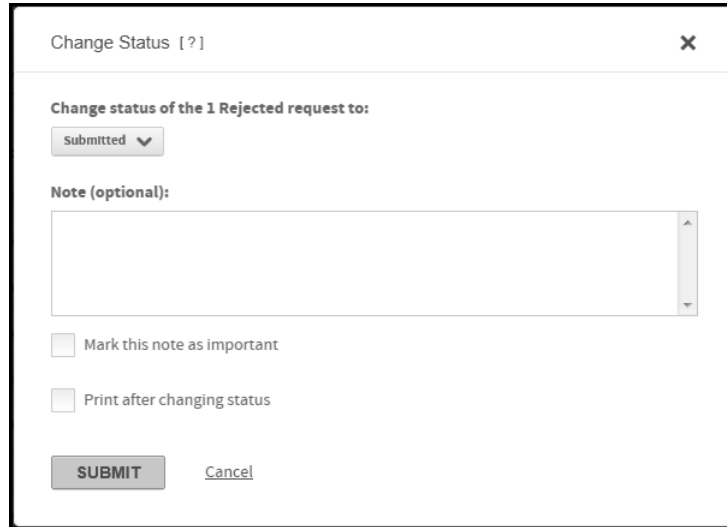 Change Status [?]
Change status of the 1 Rejected request to:
Submitted
Note (optional):
Mark this note as important
Print after changing status
SUBMIT Cancel